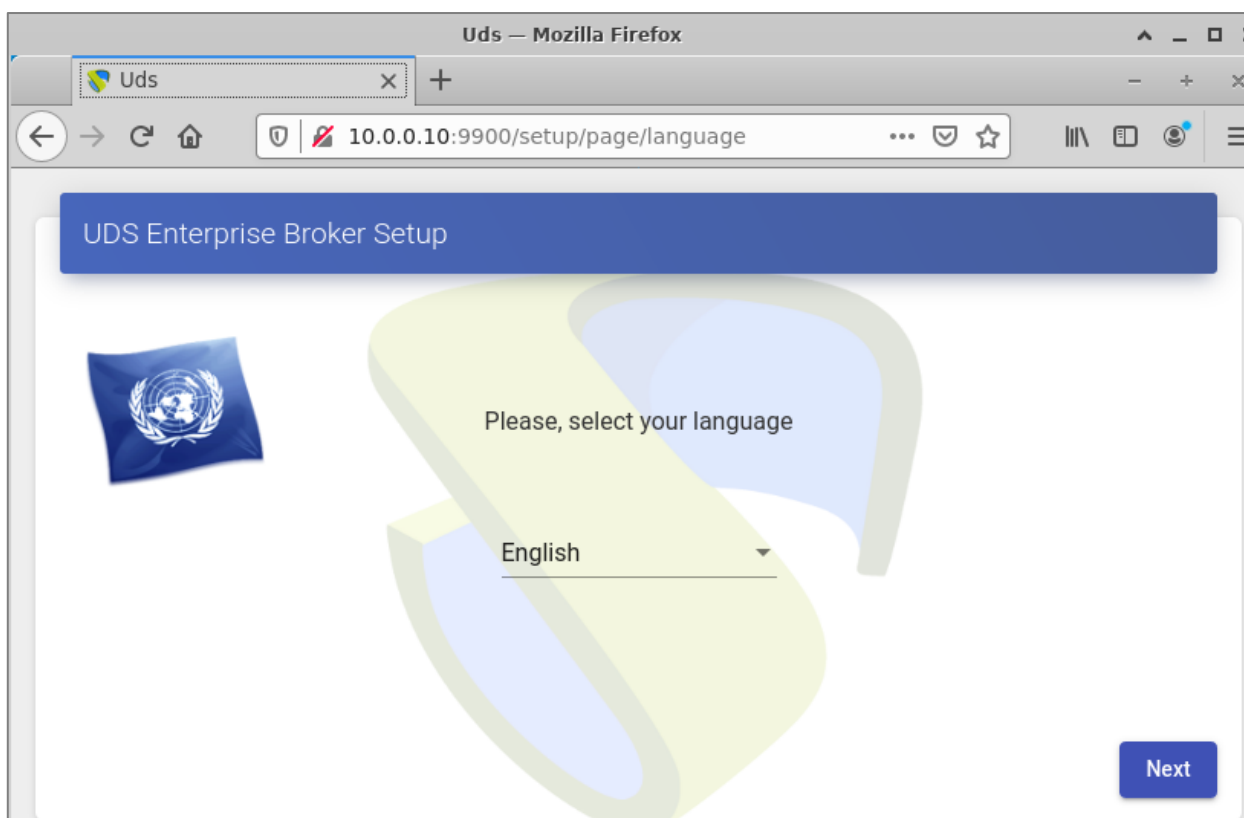 Uds — Mozilla Firefox
Uds
10.0.0.10:9900/setup/page/language
UDS Enterprise Broker Setup
Please, select your language
English
Next